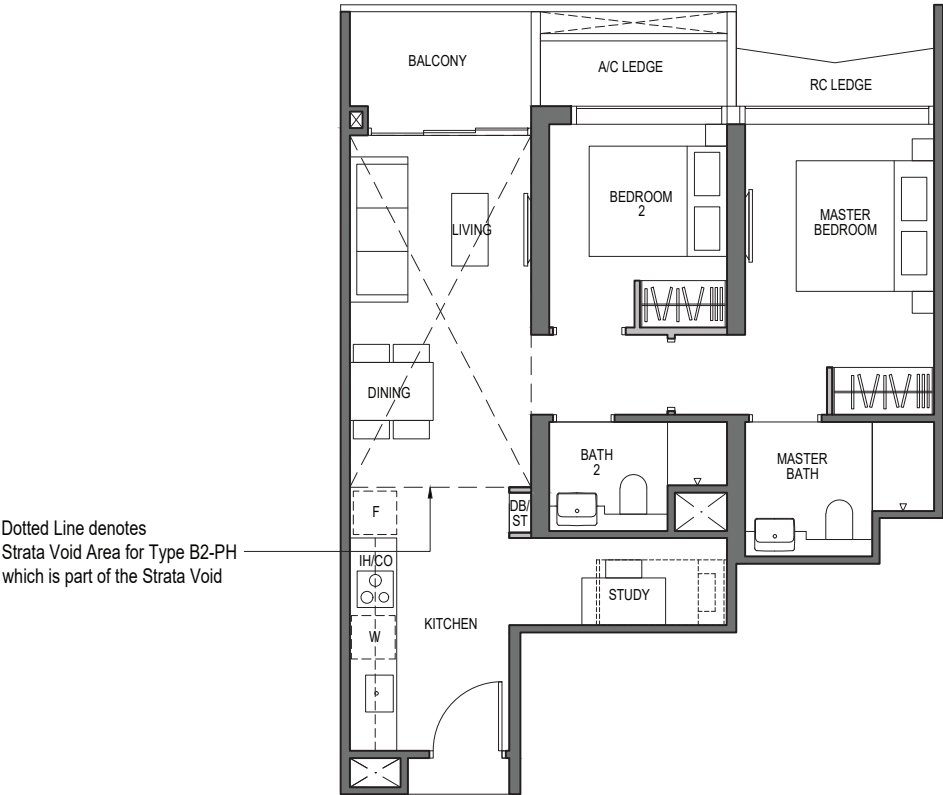 BALCONY
A/C LEDGE
RC LEDGE
BEDROOM
2
MASTER
BEDROOM
LIVING
DINING
BATH
2
MASTER
BATH
F
DB/
ST
Dotted Line denotes
Strata Void Area for Type B2-PH
which is part of the Strata Void
IH/CO
STUDY
KITCHEN
W